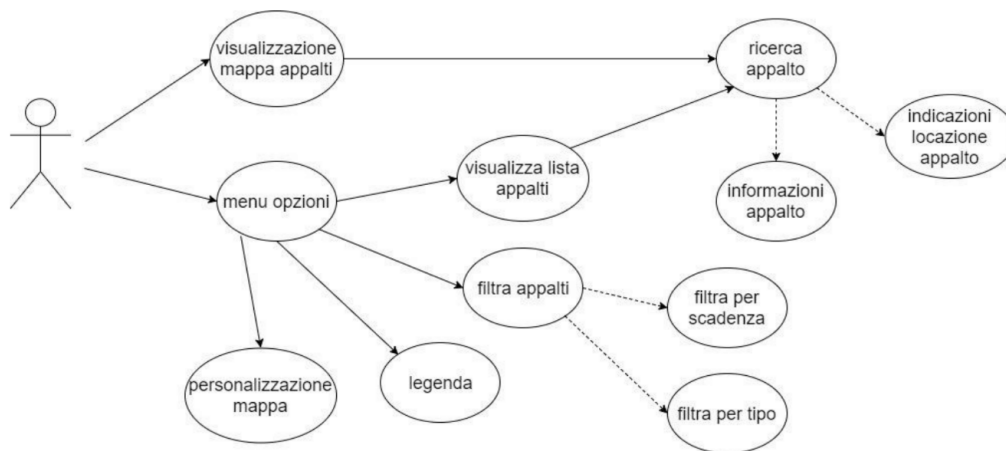 visualizzazione
mappa appalti
ricerca
appalto
indicazioni
locazione
appalto
visualizza lista
appalti
menu opzioni
informazioni
appalto
filtra appalti
filtra per
scadenza
personalizzazione
mappa
legenda
filtra per tipo